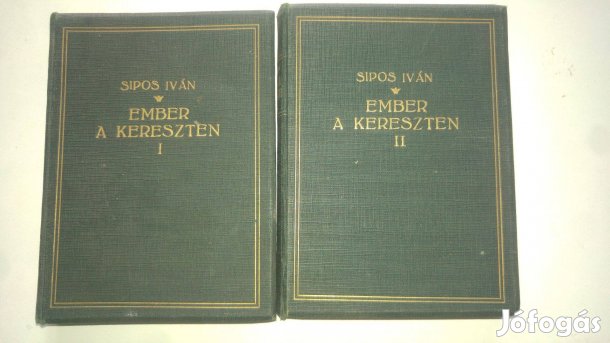 SIPOS IVÁN
EMBER
A KERESZTEN
I
SIPOS IVÁN
EMBER
A KERESZTEN
II
Jófogás